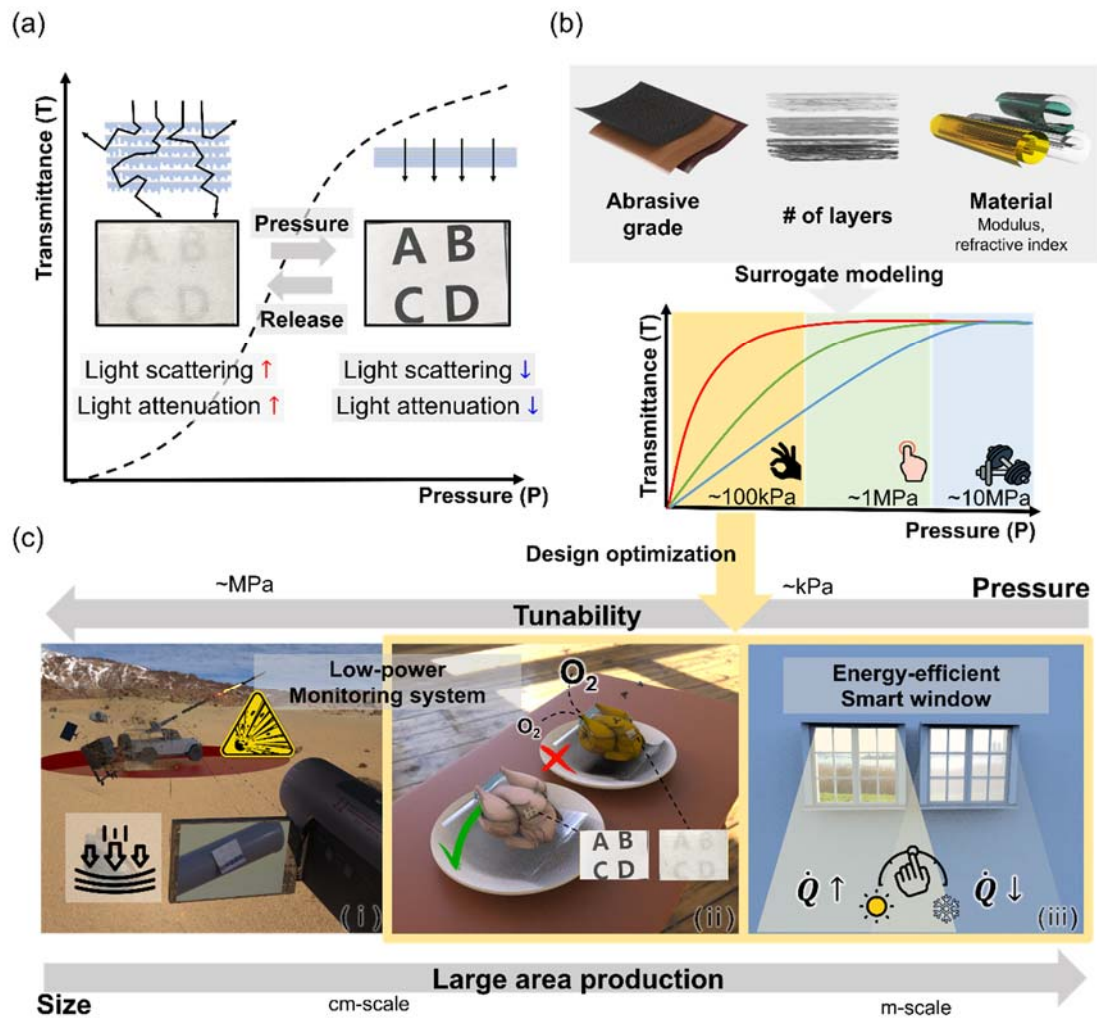 (a)
Transmittance (T)
A B
C D
Pressure
Release
A B
C D
Light scattering ↑
Light attenuation ↑
Light scattering ↓
Light attenuation ↓
Pressure (P)
(b)
Abrasive
grade
# of layers
Material
Modulus,
refractive index
Surrogate modeling
Transmittance (T)
~100kPa
~1MPa
~10MPa
Pressure (P)
(c)
Design optimization
~MPa
~kPa
Pressure
Tunability
Low-power
Monitoring system
(i)
O2
O2
A B
C D
A B
C D
(ii)
Energy-efficient
Smart window
Q̇ ↑
Q̇ ↓
(iii)
Large area production
Size
cm-scale
m-scale